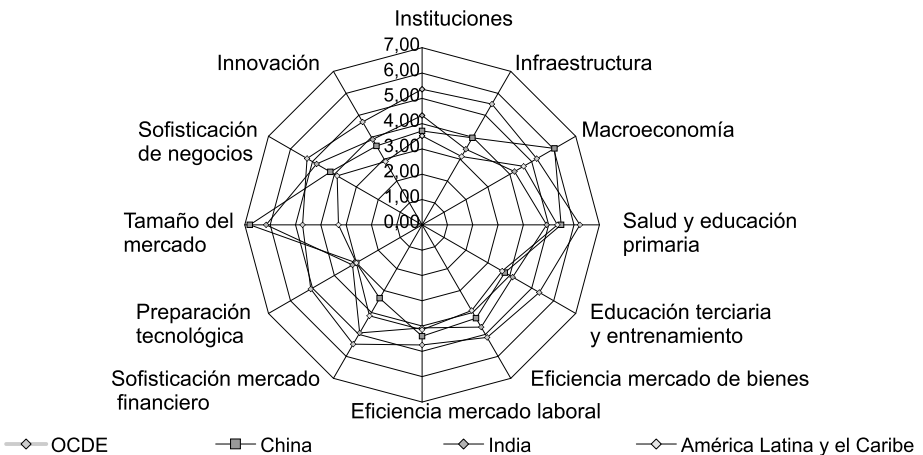 Instituciones
7,00
6,00
5,00
4,00
3,00
2,00
1,00
0,00
Infraestructura
Macroeconomía
Salud y educación
primaria
Educación terciaria
y entrenamiento
Eficiencia mercado de bienes
Eficiencia mercado laboral
Sofisticación mercado
financiero
Preparación
tecnológica
Tamaño del
mercado
Sofisticación
de negocios
Innovación
OCDE
China
India
América Latina y el Caribe